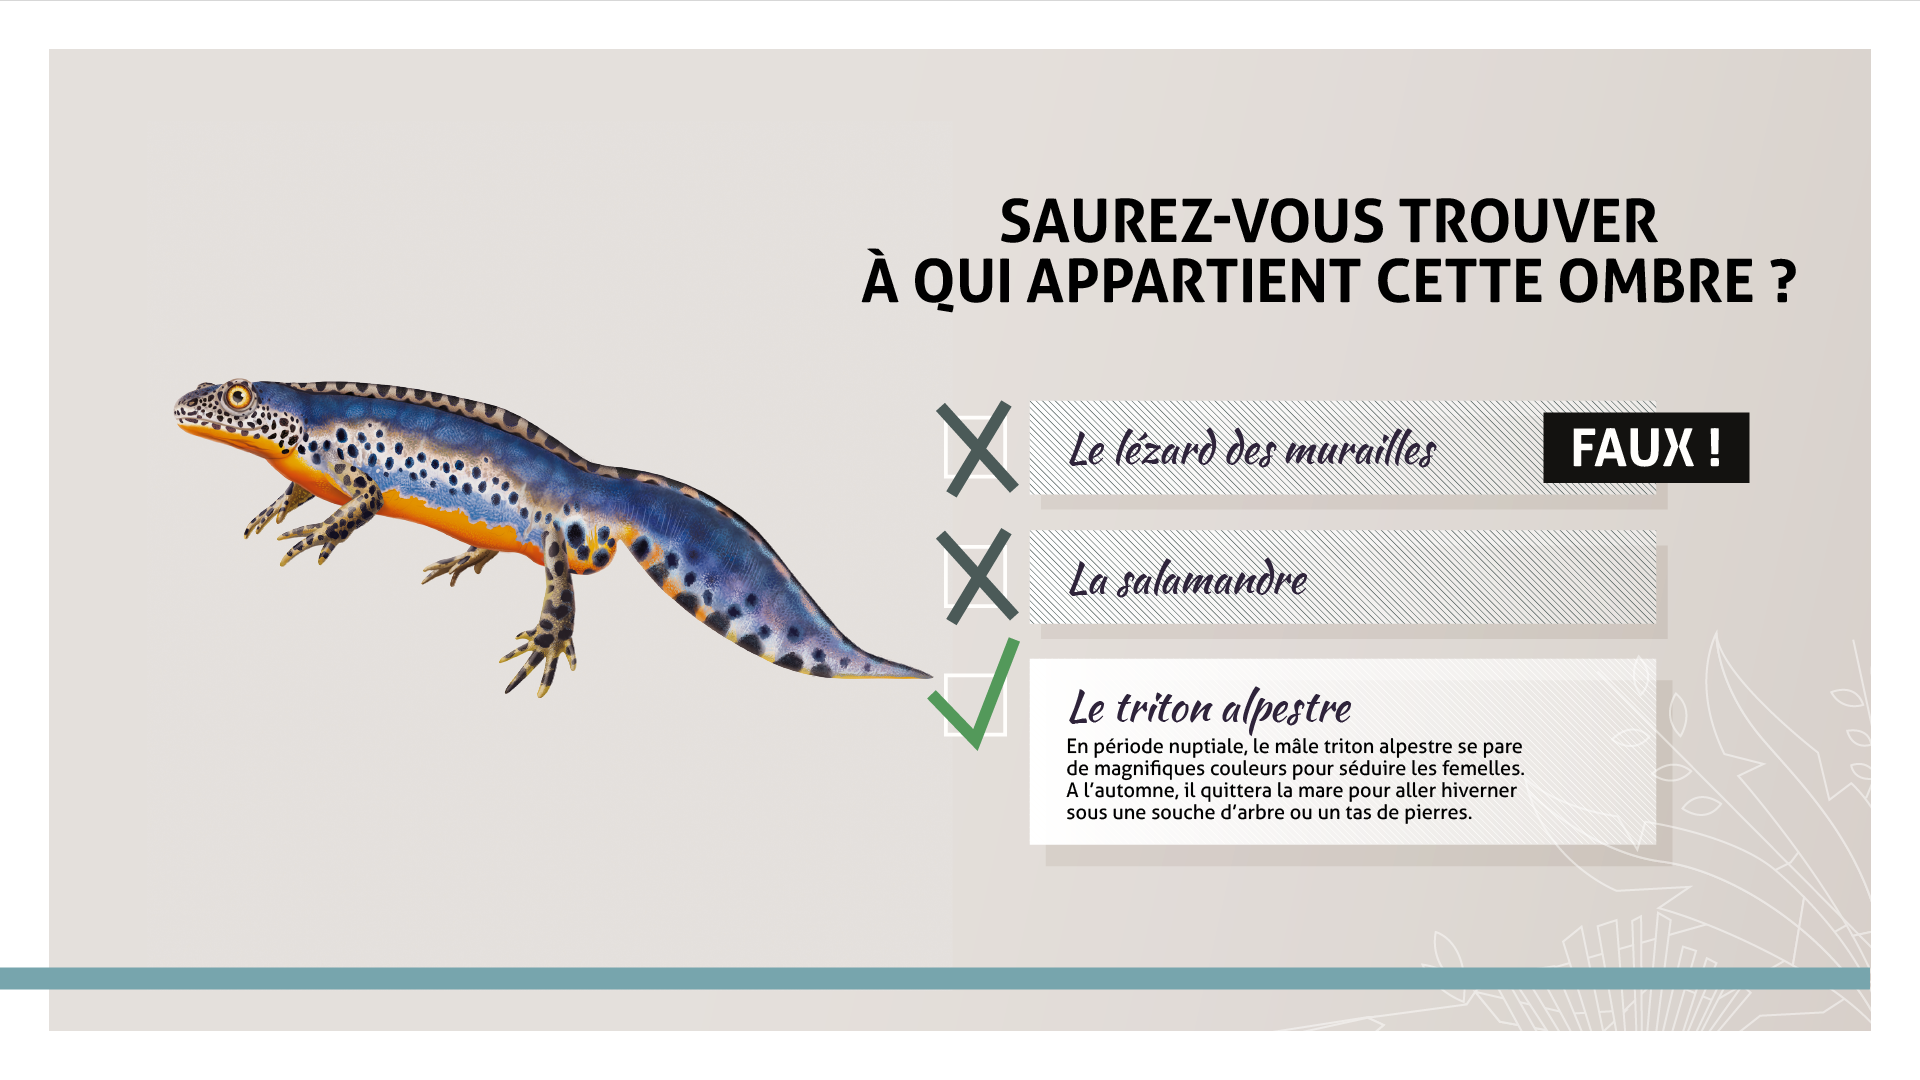 SAUREZ-VOUS TROUVER
À QUI APPARTIENT CETTE OMBRE ?
Le lézard des murailles
FAUX !
La salamandre
Le triton alpestre
En période nuptiale, le mâle triton alpestre se pare
de magnifiques couleurs pour séduire les femelles.
A l’automne, il quittera la mare pour aller hiverner
sous une souche d’arbre ou un tas de pierres.